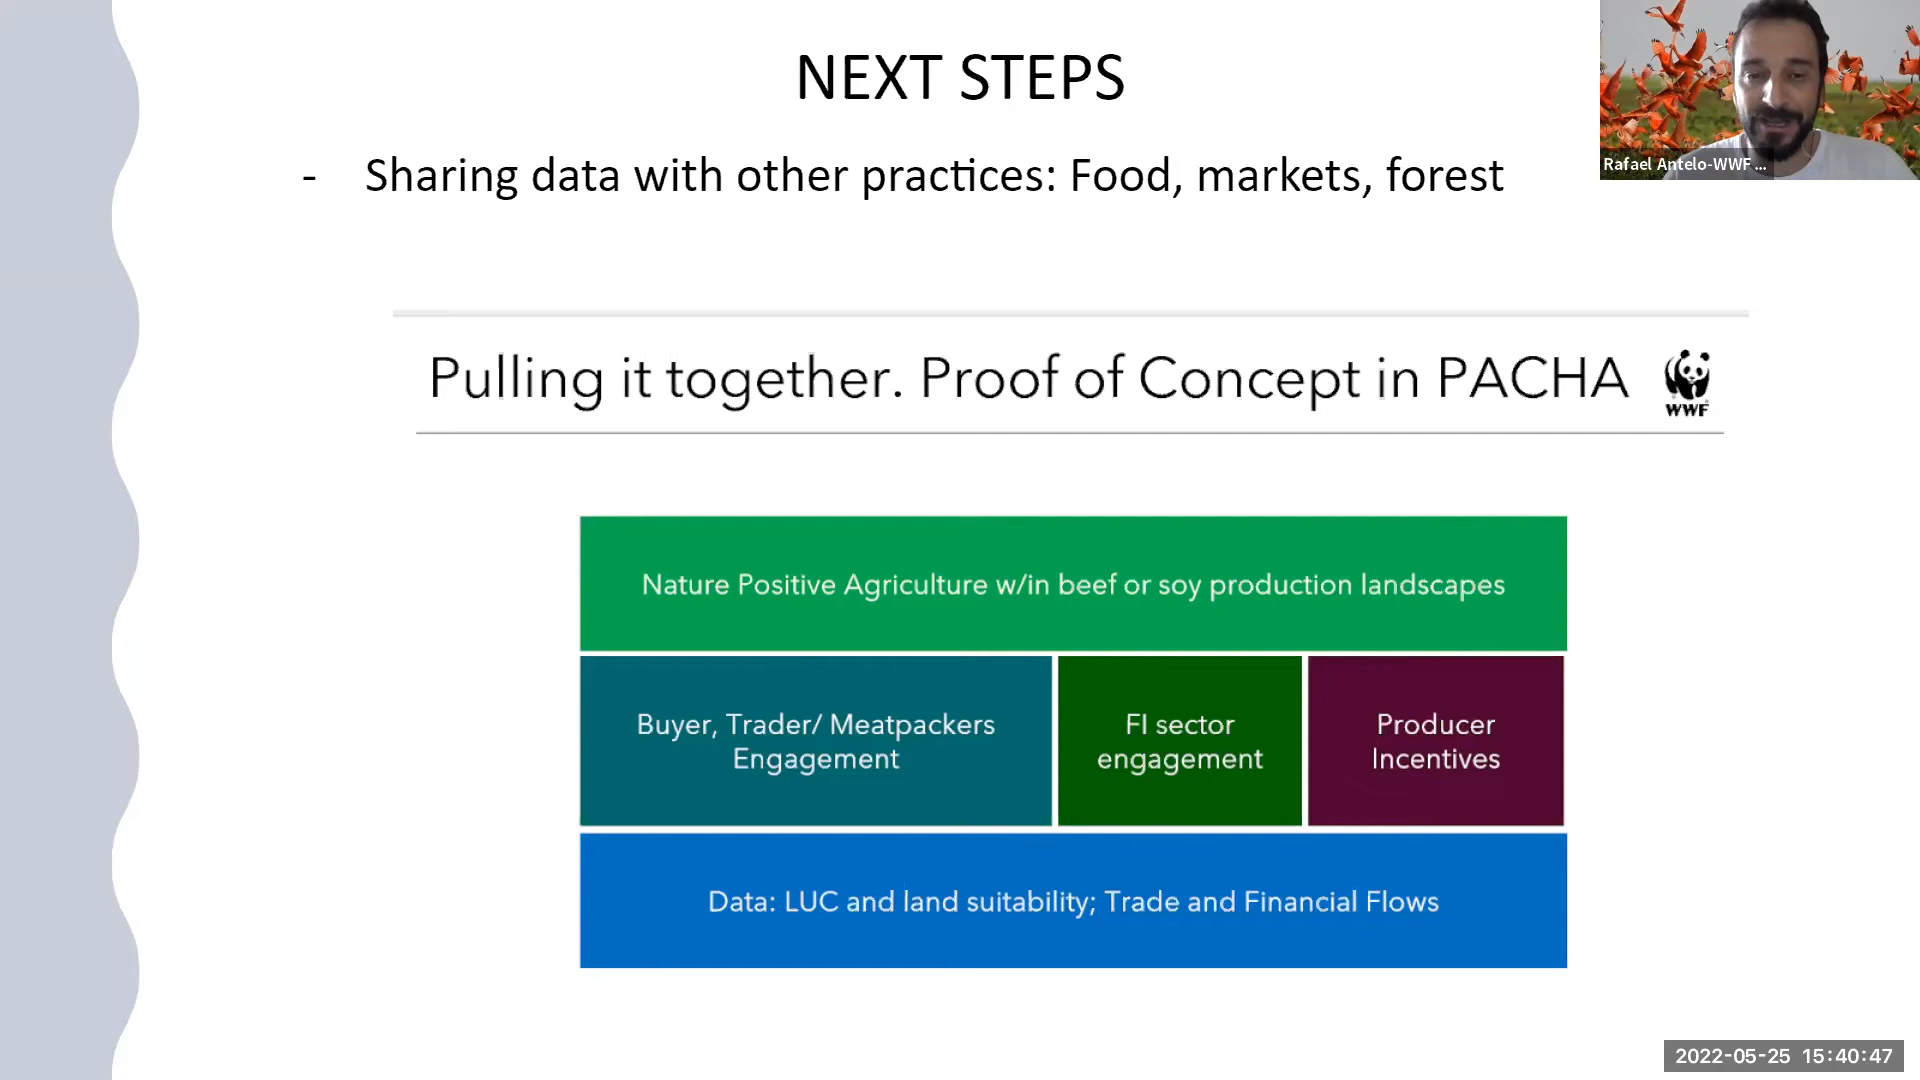 NEXT STEPS
- Sharing data with other practices: Food, markets, forest
Rafael Antelo-WWF ...
Pulling it together. Proof of Concept in PACHA
WWF
Nature Positive Agriculture w/in beef or soy production landscapes
Buyer, Trader/ Meatpackers
Engagement
FI sector
engagement
Producer
Incentives
Data: LUC and land suitability; Trade and Financial Flows
2022-05-25 15:40:47